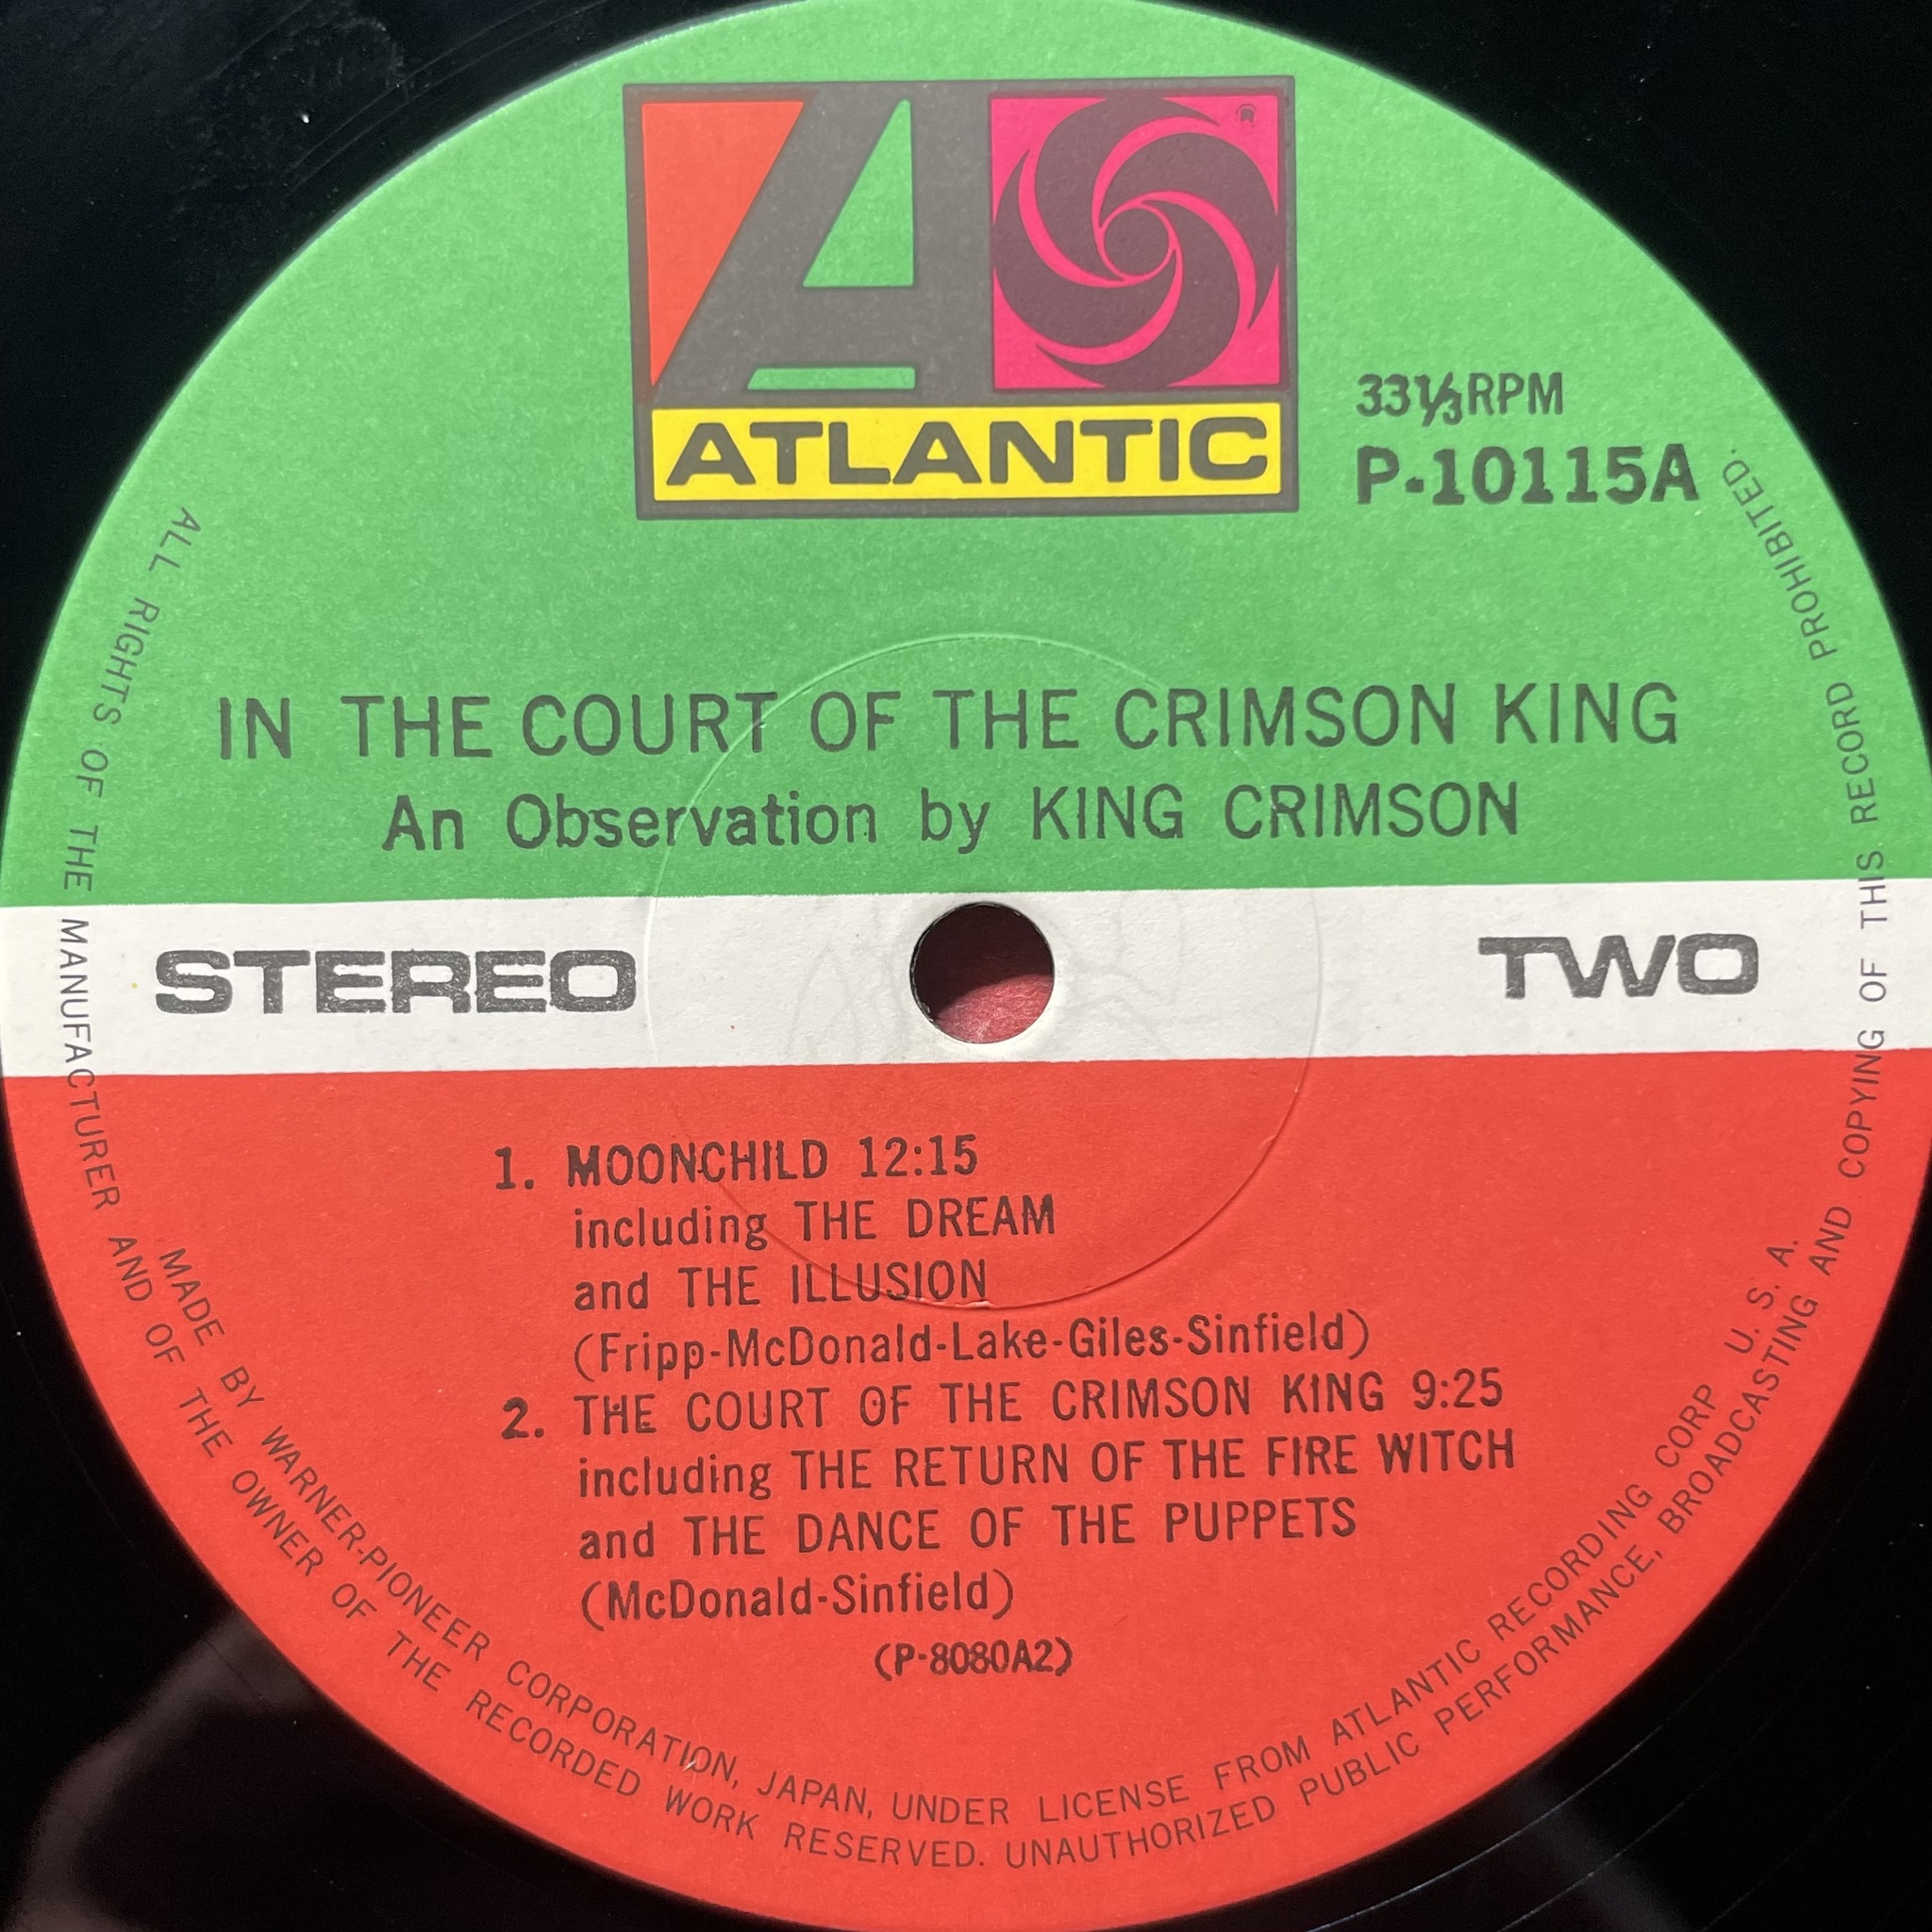 ATLANTIC
33⅓RPM
P-10115A
IN THE COURT OF THE CRIMSON KING
An Observation by KING CRIMSON
STEREO
TWO
1. MOONCHILD 12:15
including THE DREAM
and THE ILLUSION
(Fripp-McDonald-Lake-Giles-Sinfield)
2. THE COURT OF THE CRIMSON KING 9:25
including THE RETURN OF THE FIRE WITCH
and THE DANCE OF THE PUPPETS
(McDonald-Sinfield)
(P-8080A2)
MADE BY WARNER-PIONEER CORPORATION, JAPAN, UNDER LICENSE FROM ATLANTIC RECORDING CORP U. S. A.
ALL RIGHTS OF THE MANUFACTURER AND OF THE OWNER OF THE RECORDED WORK RESERVED. UNAUTHORIZED PUBLIC PERFORMANCE, BROADCASTING AND COPYING OF THIS RECORD PROHIBITED.